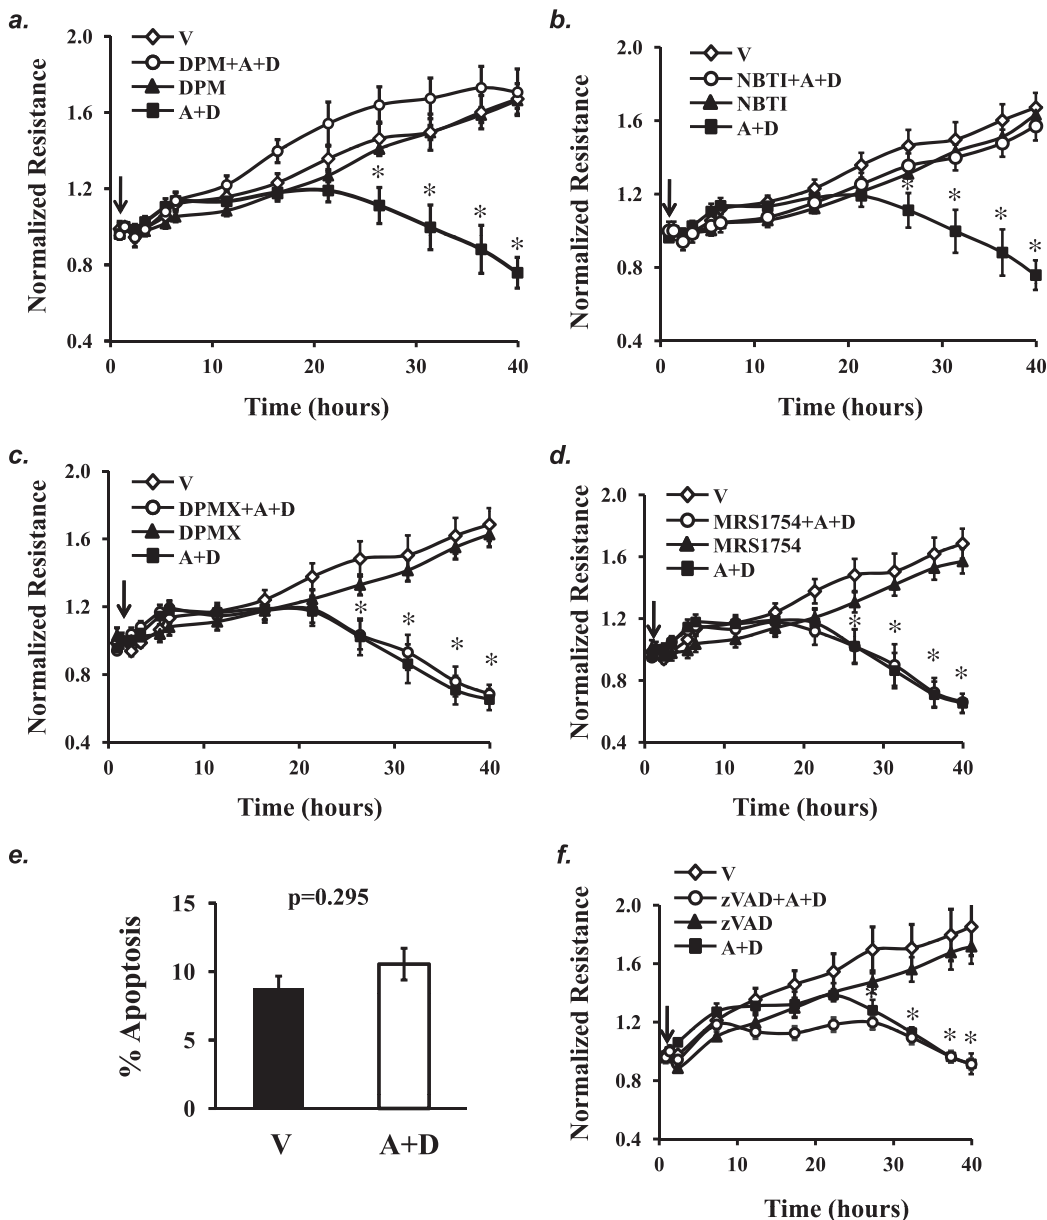 a.
V
DPM+A+D
DPM
A+D
2.0
1.6
1.2
0.8
0.4
Normalized Resistance
* * * *
0 10 20 30 40
Time (hours)
b.
V
NBTI+A+D
NBTI
A+D
2.0
1.6
1.2
0.8
0.4
Normalized Resistance
* * * *
0 10 20 30 40
Time (hours)
c.
V
DPMX+A+D
DPMX
A+D
2.0
1.6
1.2
0.8
0.4
Normalized Resistance
* * * *
0 10 20 30 40
Time (hours)
d.
V
MRS1754+A+D
MRS1754
A+D
2.0
1.6
1.2
0.8
0.4
Normalized Resistance
* * * *
0 10 20 30 40
Time (hours)
e.
p=0.295
15
10
5
0
% Apoptosis
V A+D
f.
V
zVAD+A+D
zVAD
A+D
2.0
1.6
1.2
0.8
0.4
Normalized Resistance
* * * *
0 10 20 30 40
Time (hours)